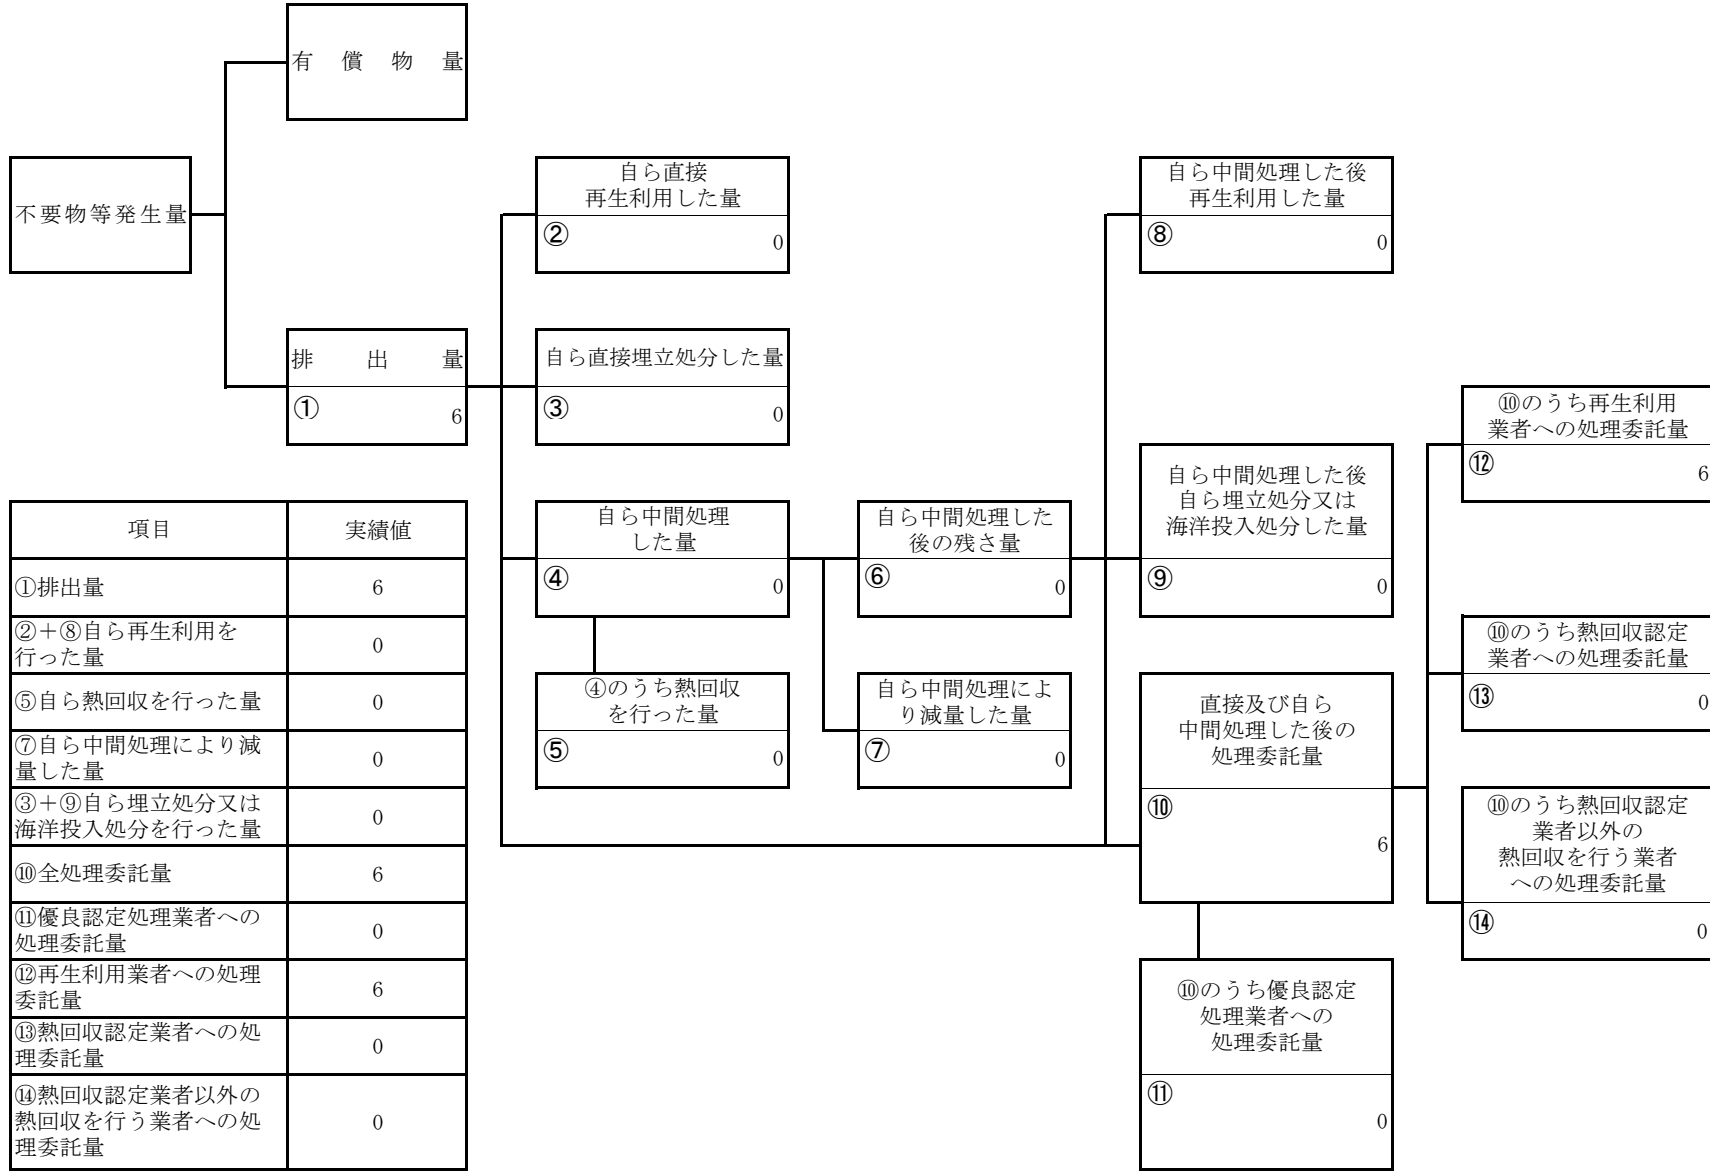 有償物量
不要物等発生量
排出量
①
6
自ら直接
再生利用した量
②
0
自ら直接埋立処分した量
③
0
自ら中間処理
した量
④
0
④のうち熱回収
を行った量
⑤
0
自ら中間処理した
後の残さ量
⑥
0
自ら中間処理によ
り減量した量
⑦
0
自ら中間処理した後
再生利用した量
⑧
0
自ら中間処理した後
自ら埋立処分又は
海洋投入処分した量
⑨
0
直接及び自ら
中間処理した後の
処理委託量
⑩
6
⑩のうち優良認定
処理業者への
処理委託量
⑪
0
⑩のうち再生利用
業者への処理委託量
⑫
6
⑩のうち熱回収認定
業者への処理委託量
⑬
0
⑩のうち熱回収認定
業者以外の
熱回収を行う業者
への処理委託量
⑭
0
項目 実績値
①排出量 6
②＋⑧自ら再生利用を
行った量 0
⑤自ら熱回収を行った量 0
⑦自ら中間処理により減
量した量 0
③＋⑨自ら埋立処分又は
海洋投入処分を行った量 0
⑩全処理委託量 6
⑪優良認定処理業者への
処理委託量 0
⑫再生利用業者への処理
委託量 6
⑬熱回収認定業者への処
理委託量 0
⑭熱回収認定業者以外の
熱回収を行う業者への処
理委託量 0